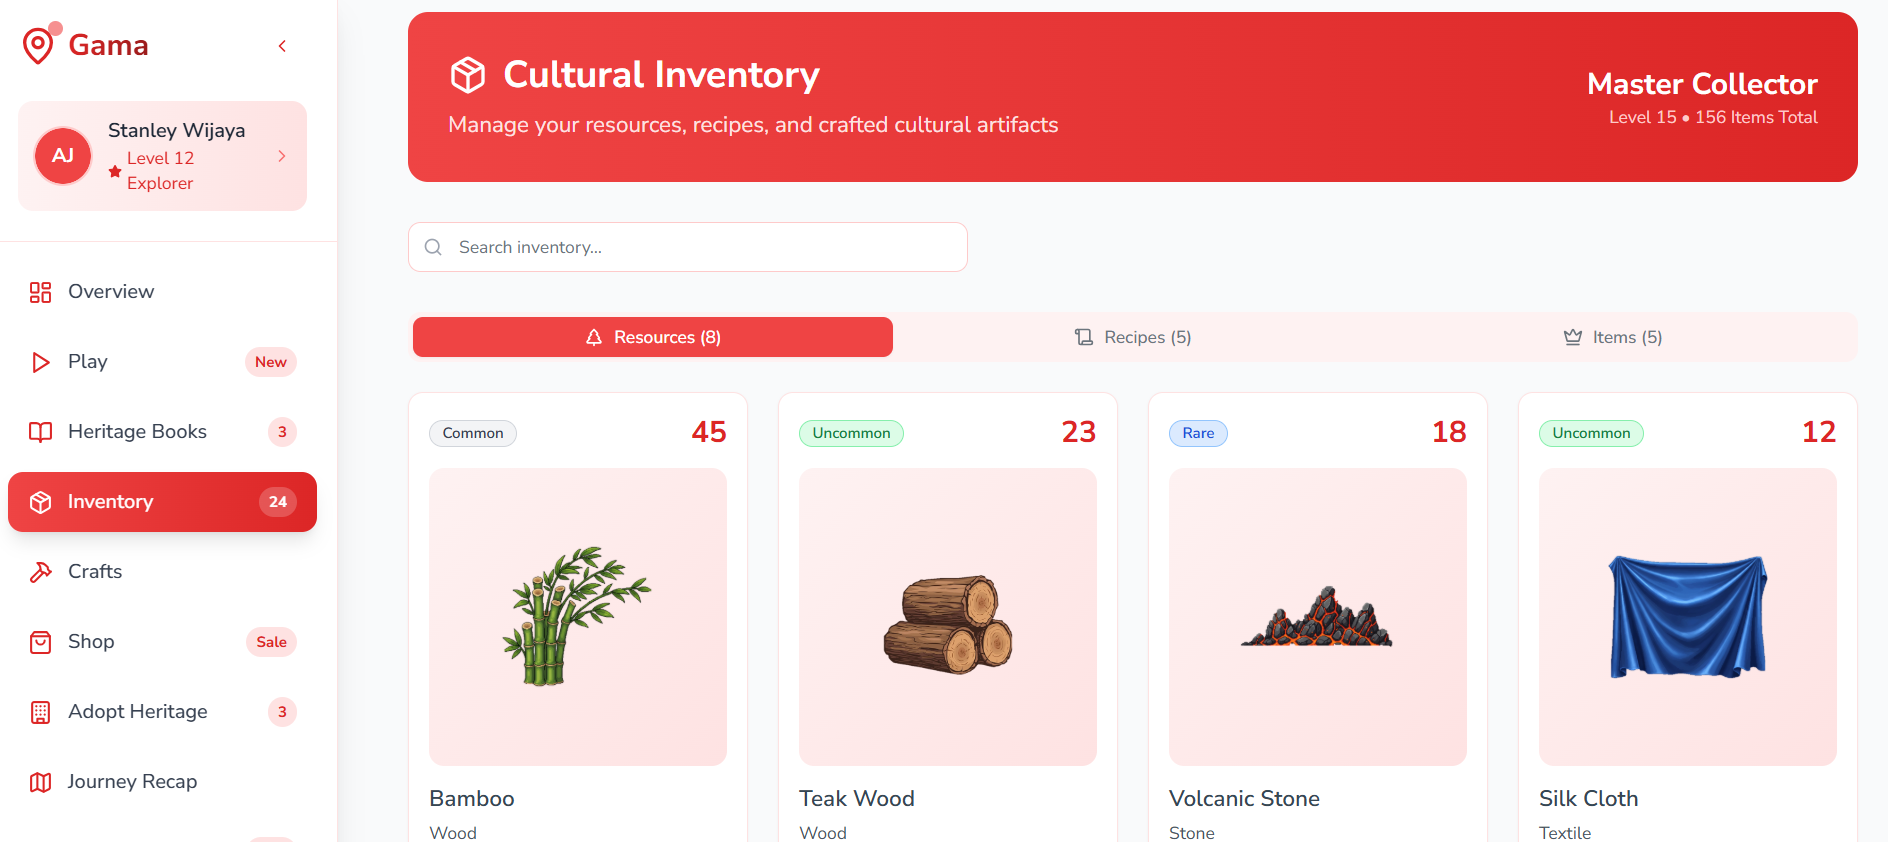 Gama
AJ
Stanley Wijaya
Level 12
Explorer
Overview
Play
New
Heritage Books
3
Inventory
24
Crafts
Shop
Sale
Adopt Heritage
3
Journey Recap
Cultural Inventory
Manage your resources, recipes, and crafted cultural artifacts
Master Collector
Level 15 • 156 Items Total
Search inventory...
Resources (8)
Recipes (5)
Items (5)
Common
45
Bamboo
Wood
Uncommon
23
Teak Wood
Wood
Rare
18
Volcanic Stone
Stone
Uncommon
12
Silk Cloth
Textile